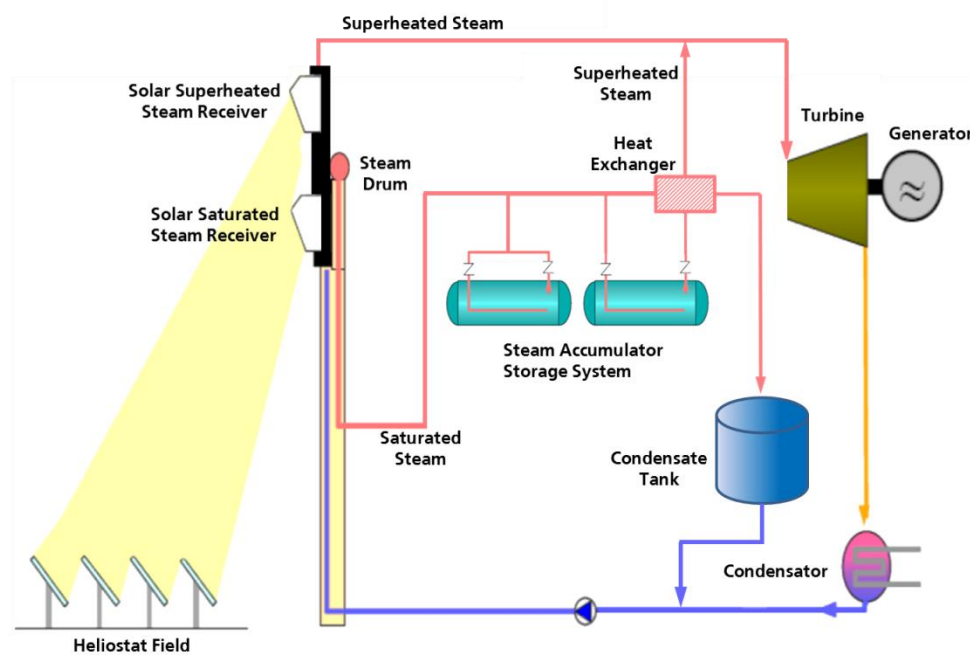 Superheated Steam
Solar Superheated
Steam Receiver
Superheated
Steam
Turbine
Generator
Heat
Exchanger
Steam
Drum
Solar Saturated
Steam Receiver
Steam Accumulator
Storage System
Saturated
Steam
Condensate
Tank
Condensator
Heliostat Field